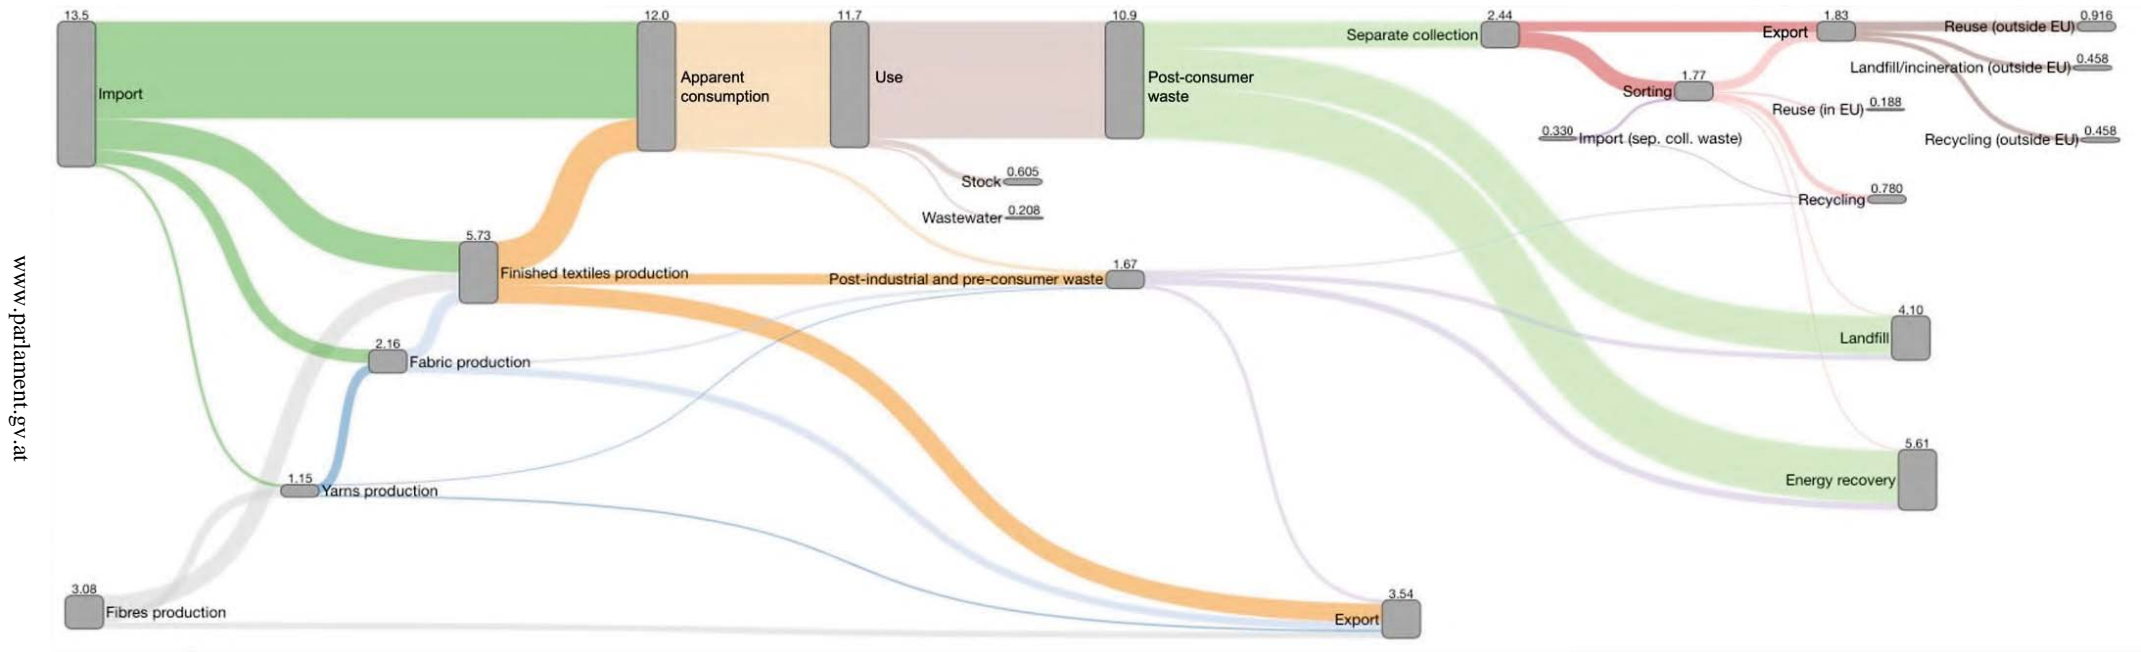 13.5
Import
12.0
Apparent
consumption
11.7
Use
10.9
Post-consumer
waste
2.44
Separate collection
1.83
Export
0.916
Reuse (outside EU)
0.458
Landfill/incineration (outside EU)
1.77
Sorting
0.188
Reuse (in EU)
0.330
Import (sep. coll. waste)
0.458
Recycling (outside EU)
0.605
Stock
0.208
Wastewater
0.780
Recycling
5.73
Finished textiles production
1.67
Post-industrial and pre-consumer waste
4.10
Landfill
2.16
Fabric production
5.61
Energy recovery
1.15
Yarns production
3.08
Fibres production
3.54
Export
www.parlament.gv.at